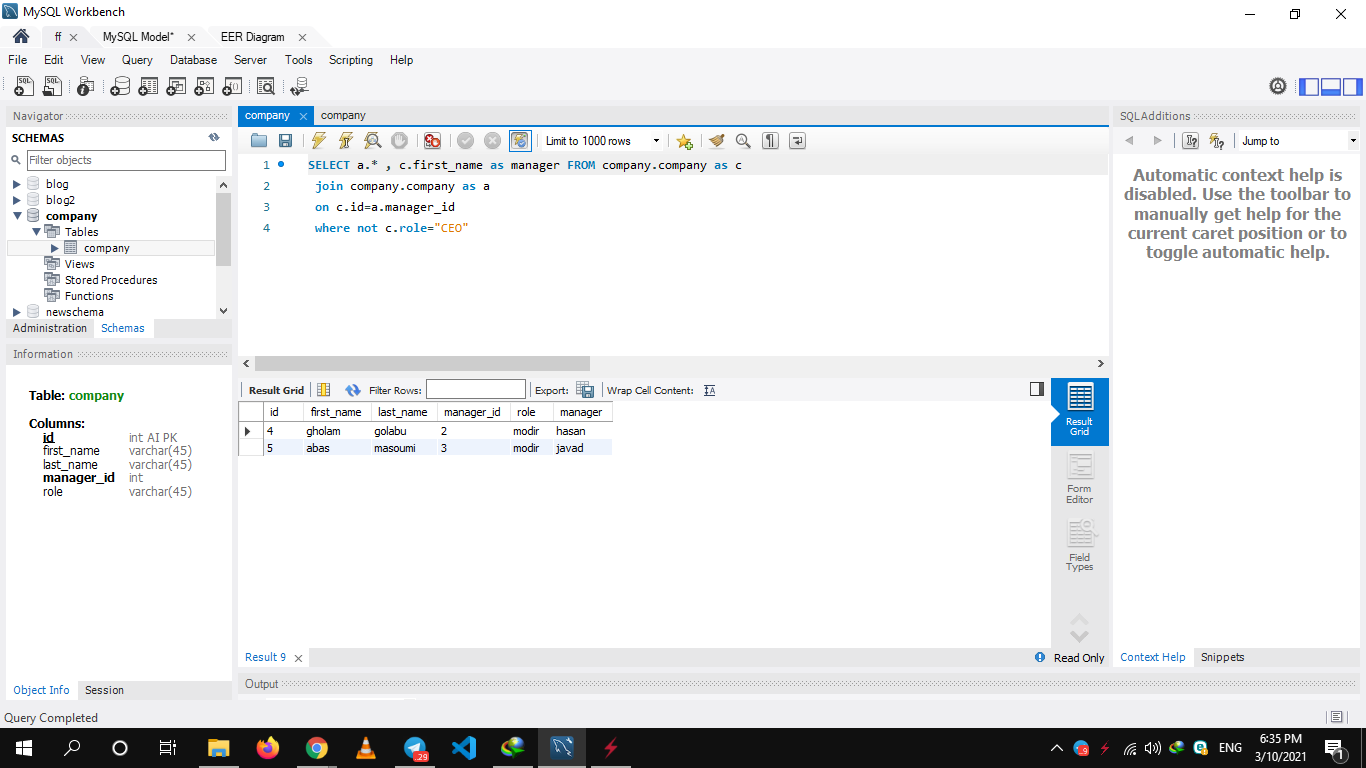 MySQL Workbench
ff
MySQL Model*
EER Diagram
File Edit View Query Database Server Tools Scripting Help
Navigator
SCHEMAS
Filter objects
blog
blog2
company
Tables
company
Views
Stored Procedures
Functions
newschema
Administration Schemas
Information
Table: company
Columns:
id int AI PK
first_name varchar(45)
last_name varchar(45)
manager_id int
role varchar(45)
Object Info Session
company company
Limit to 1000 rows
1 SELECT a.* , c.first_name as manager FROM company.company as c
2 join company.company as a
3 on c.id=a.manager_id
4 where not c.role="CEO"
Result Grid Filter Rows: Export: Wrap Cell Content:
id first_name last_name manager_id role manager
4 gholam golabu 2 modir hasan
5 abas masoumi 3 modir javad
Result
Grid
Form
Editor
Field
Types
Result 9
Read Only
Output
SQLAdditions
Jump to
Automatic context help is
disabled. Use the toolbar to
manually get help for the
current caret position or to
toggle automatic help.
Context Help Snippets
Query Completed
ENG
6:35 PM
3/10/2021